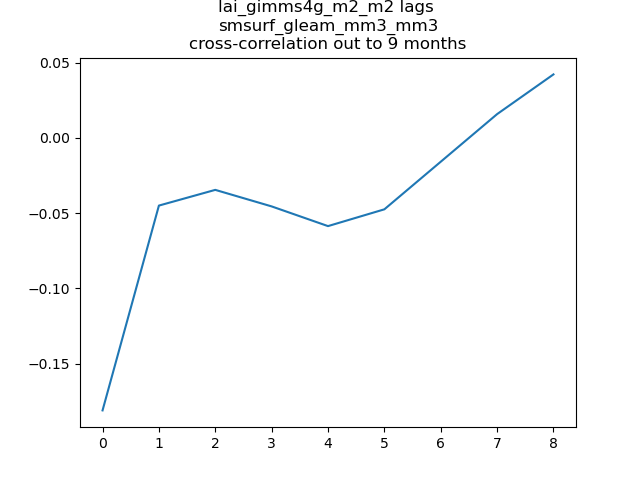 lai_gimms4g_m2_m2 lags
smsurf_gleam_mm3_mm3
cross-correlation out to 9 months
0.05
0.00
−0.05
−0.10
−0.15
0 1 2 3 4 5 6 7 8